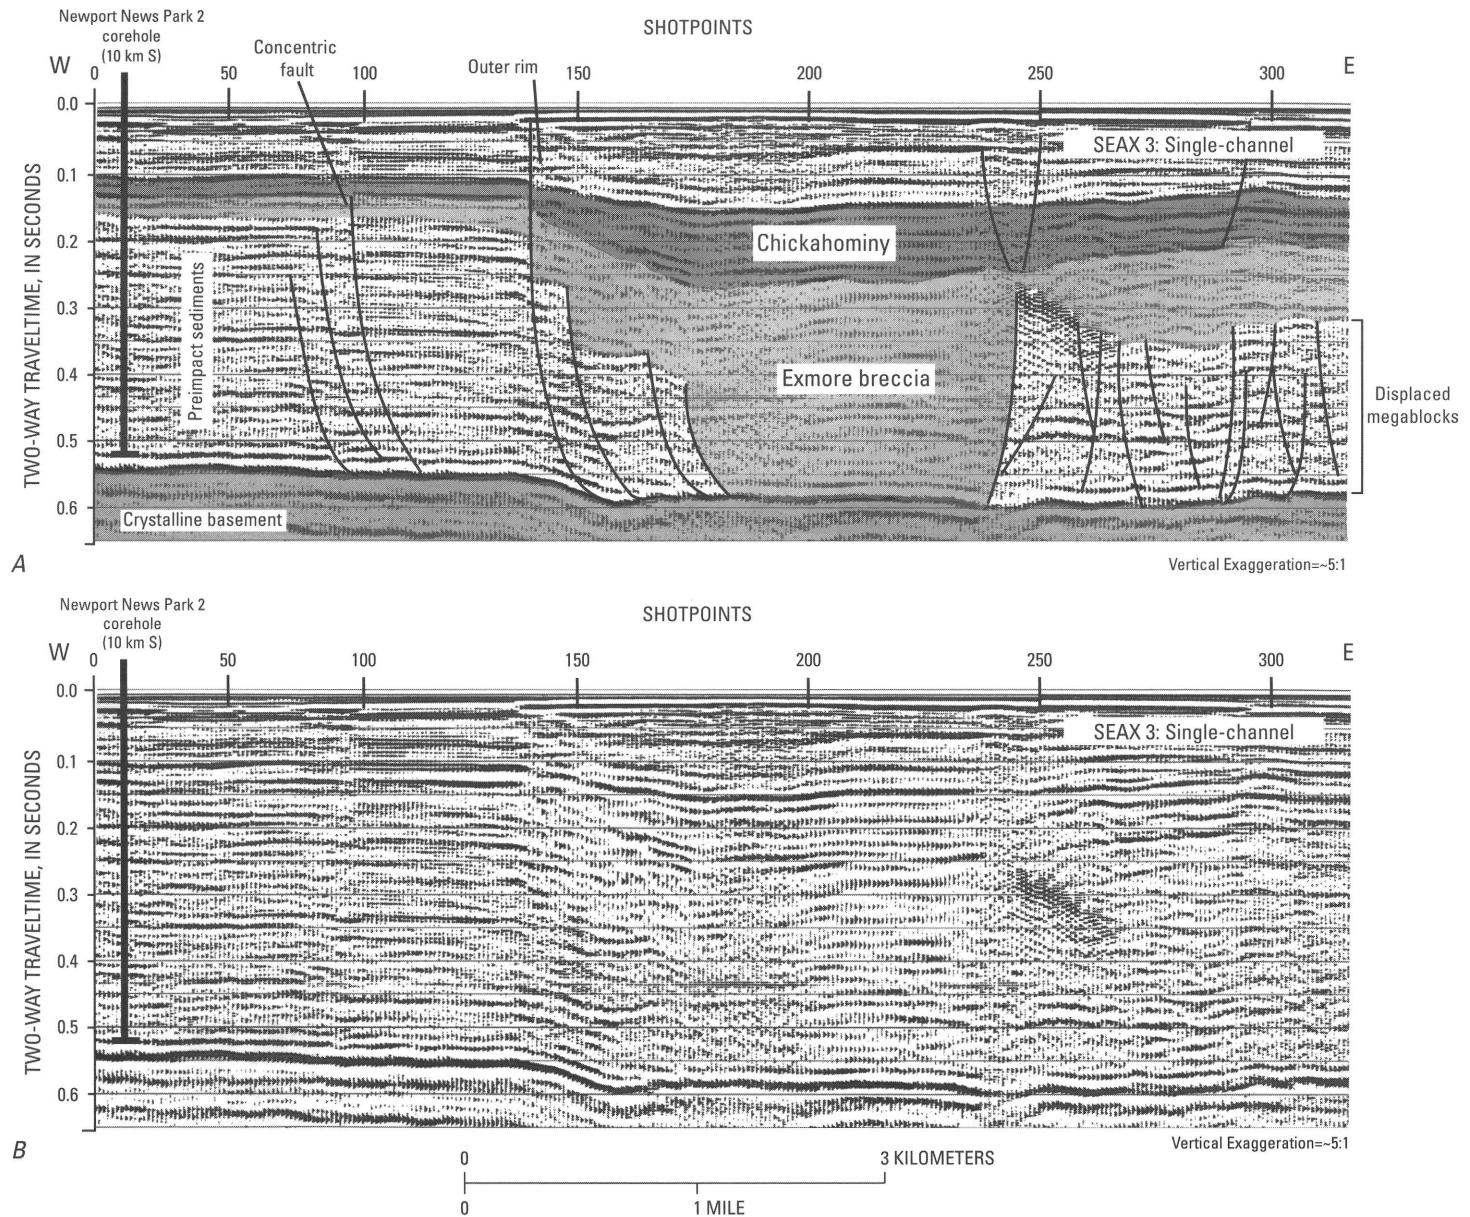 Newport News Park 2
corehole
(10 km S)
SHOTPOINTS
Concentric
fault
Outer rim
W
0
50
100
150
200
250
300
E
0.0
0.1
0.2
0.3
0.4
0.5
0.6
TWO-WAY TRAVELTIME, IN SECONDS
SEAX 3: Single-channel
Chickahominy
Preimpact sediments
Exmore breccia
Displaced
megablocks
Crystalline basement
A
Vertical Exaggeration=~5:1
Newport News Park 2
corehole
(10 km S)
SHOTPOINTS
W
0
50
100
150
200
250
300
E
0.0
0.1
0.2
0.3
0.4
0.5
0.6
TWO-WAY TRAVELTIME, IN SECONDS
SEAX 3: Single-channel
B
Vertical Exaggeration=~5:1
0
3 KILOMETERS
0
1 MILE